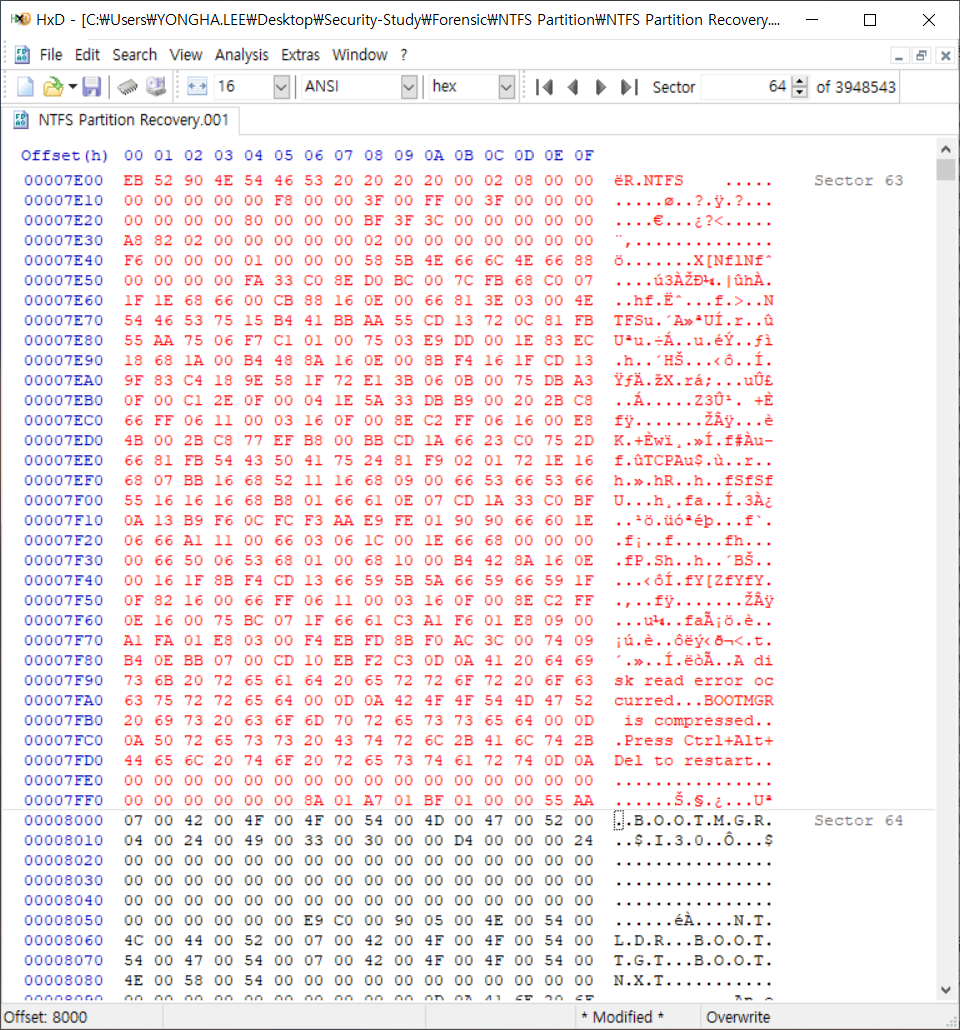 HxD - [C:₩Users₩YONGHA.LEE₩Desktop₩Security-Study₩Forensic₩NTFS Partition₩NTFS Partition Recovery....
File Edit Search View Analysis Extras Window ?
16 ANSI hex Sector 64 of 3948543
NTFS Partition Recovery.001
Offset(h) 00 01 02 03 04 05 06 07 08 09 0A 0B 0C 0D 0E 0F
00007E00 EB 52 90 4E 54 46 53 20 20 20 20 00 02 08 00 00 ëR.NTFS    ..... Sector 63
00007E10 00 00 00 00 00 F8 00 00 3F 00 FF 00 3F 00 00 00 .....ø..?.ÿ.?...
00007E20 00 00 00 00 80 00 00 00 BF 3F 3C 00 00 00 00 00 ....€...¿?<.....
00007E30 A8 82 02 00 00 00 00 00 02 00 00 00 00 00 00 00 ¨‚..............
00007E40 F6 00 00 00 01 00 00 00 58 5B 4E 66 6C 4E 66 88 ö.......X[NflNfˆ
00007E50 00 00 00 00 FA 33 C0 8E D0 BC 00 7C FB 68 C0 07 ....ú3ÀŽÐ¼.|ûhÀ.
00007E60 1F 1E 68 66 00 CB 88 16 0E 00 66 81 3E 03 00 4E ..hf.Ëˆ...f.>..N
00007E70 54 46 53 75 15 B4 41 BB AA 55 CD 13 72 0C 81 FB TFSu.´A»ªUÍ.r..û
00007E80 55 AA 75 06 F7 C1 01 00 75 03 E9 DD 00 1E 83 EC Uªu.÷Á..u.éÝ..ƒì
00007E90 18 68 1A 00 B4 48 8A 16 0E 00 8B F4 16 1F CD 13 .h..´HŠ...‹ô..Í.
00007EA0 9F 83 C4 18 9E 58 1F 72 E1 3B 06 0B 00 75 DB A3 ŸƒÄ.žX.rá;...uÛ£
00007EB0 0F 00 C1 2E 0F 00 04 1E 5A 33 DB B9 00 20 2B C8 ..Á.....Z3Û¹. +È
00007EC0 66 FF 06 11 00 03 16 0F 00 8E C2 FF 06 16 00 E8 fÿ.......ŽÂÿ...è
00007ED0 4B 00 2B C8 77 EF B8 00 BB CD 1A 66 23 C0 75 2D K.+Èwï¸.»Í.f#Àu-
00007EE0 66 81 FB 54 43 50 41 75 24 81 F9 02 01 72 1E 16 f.ûTCPAu$.ù..r..
00007EF0 68 07 BB 16 68 52 11 16 68 09 00 66 53 66 53 66 h.».hR..h..fSfSf
00007F00 55 16 16 16 68 B8 01 66 61 0E 07 CD 1A 33 C0 BF U...h¸.fa..Í.3À¿
00007F10 0A 13 B9 F6 0C FC F3 AA E9 FE 01 90 90 66 60 1E ..¹ö.üóªéþ...f`.
00007F20 06 66 A1 11 00 66 03 06 1C 00 1E 66 68 00 00 00 .f¡..f.....fh...
00007F30 00 66 50 06 53 68 01 00 68 10 00 B4 42 8A 16 0E .fP.Sh..h..´BŠ..
00007F40 00 16 1F 8B F4 CD 13 66 59 5B 5A 66 59 66 59 1F ...‹ôÍ.fY[ZfYfY.
00007F50 0F 82 16 00 66 FF 06 11 00 03 16 0F 00 8E C2 FF .‚..fÿ.......ŽÂÿ
00007F60 0E 16 00 75 BC 07 1F 66 61 C3 A1 F6 01 E8 09 00 ...u¼..faÃ¡ö.è..
00007F70 A1 FA 01 E8 03 00 F4 EB FD 8B F0 AC 3C 00 74 09 ¡ú.è..ôëý‹ð¬<.t.
00007F80 B4 0E BB 07 00 CD 10 EB F2 C3 0D 0A 41 20 64 69 ´.»..Í.ëòÃ..A di
00007F90 73 6B 20 72 65 61 64 20 65 72 72 6F 72 20 6F 63 sk read error oc
00007FA0 63 75 72 72 65 64 00 0D 0A 42 4F 4F 54 4D 47 52 curred...BOOTMGR
00007FB0 20 69 73 20 63 6F 6D 70 72 65 73 73 65 64 00 0D  is compressed..
00007FC0 0A 50 72 65 73 73 20 43 74 72 6C 2B 41 6C 74 2B .Press Ctrl+Alt+
00007FD0 44 65 6C 20 74 6F 20 72 65 73 74 61 72 74 0D 0A Del to restart..
00007FE0 00 00 00 00 00 00 00 00 00 00 00 00 00 00 00 00 ................
00007FF0 00 00 00 00 00 00 8A 01 A7 01 BF 01 00 00 55 AA ......Š.§.¿...Uª
00008000 07 00 42 00 4F 00 4F 00 54 00 4D 00 47 00 52 00 ..B.O.O.T.M.G.R. Sector 64
00008010 04 00 24 00 49 00 33 00 30 00 00 D4 00 00 00 24 ..$.I.3.0..Ô...$
00008020 00 00 00 00 00 00 00 00 00 00 00 00 00 00 00 00 ................
00008030 00 00 00 00 00 00 00 00 00 00 00 00 00 00 00 00 ................
00008040 00 00 00 00 00 00 00 00 00 00 00 00 00 00 00 00 ................
00008050 00 00 00 00 00 00 E9 C0 00 90 05 00 4E 00 54 00 ......éÀ....N.T.
00008060 4C 00 44 00 52 00 07 00 42 00 4F 00 4F 00 54 00 L.D.R...B.O.O.T.
00008070 54 00 47 00 54 00 07 00 42 00 4F 00 4F 00 54 00 T.G.T...B.O.O.T.
00008080 4E 00 58 00 54 00 00 00 00 00 00 00 00 00 00 00 N.X.T...........
Offset: 8000 * Modified * Overwrite